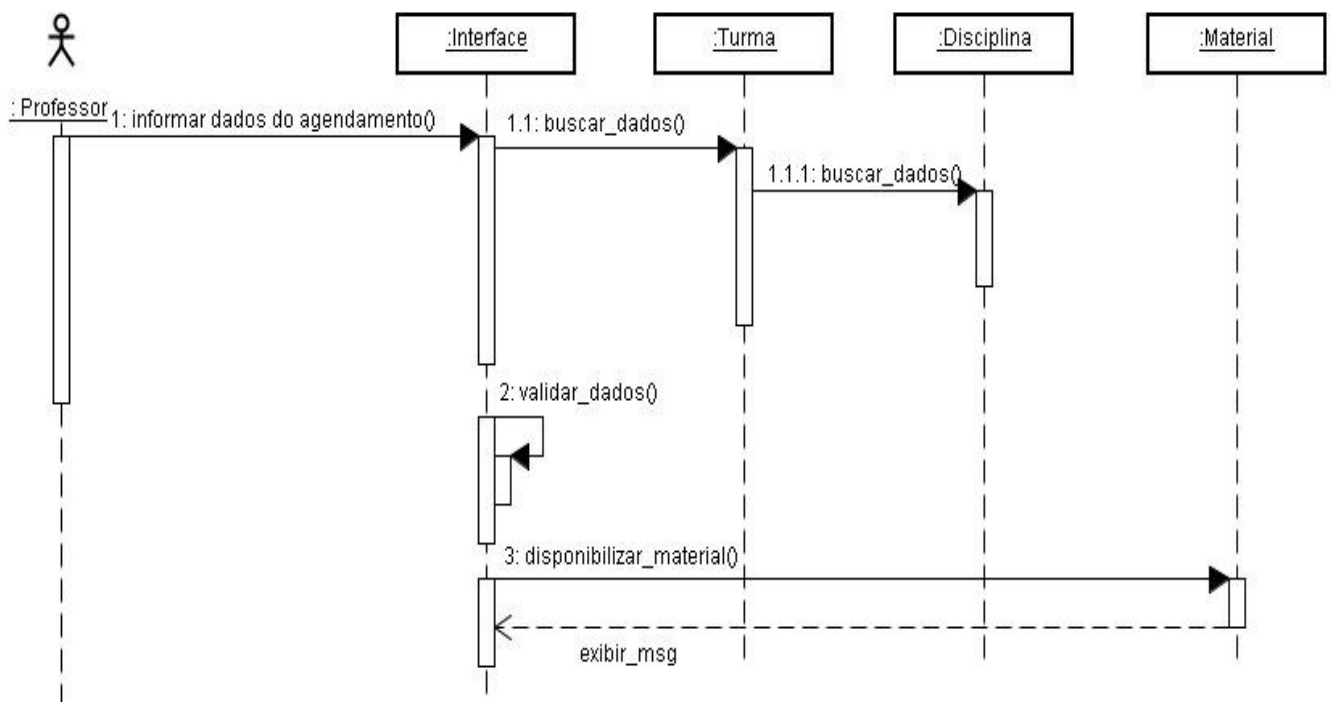 :Interface
:Turma
:Disciplina
:Material
: Professor
1: informar dados do agendamento()
1.1: buscar_dados()
1.1.1: buscar_dados()
2: validar_dados()
3: disponibilizar_material()
exibir_msg